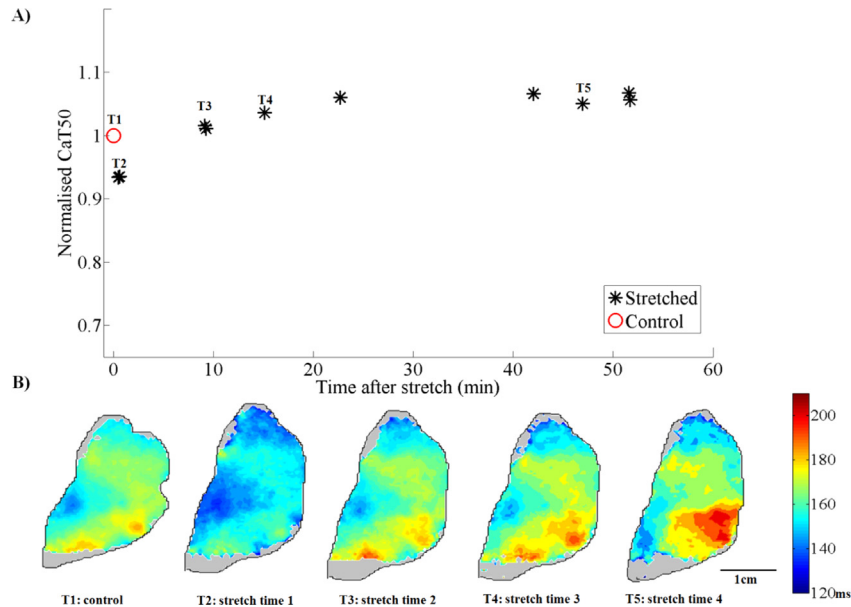 A)
Normalised CaT50
1.1
1
0.9
0.8
0.7
T1
T2
T3
T4
T5
Stretched
Control
0 10 20 30 40 50 60
Time after stretch (min)
B)
200
180
160
140
120ms
1cm
T1: control T2: stretch time 1 T3: stretch time 2 T4: stretch time 3 T5: stretch time 4